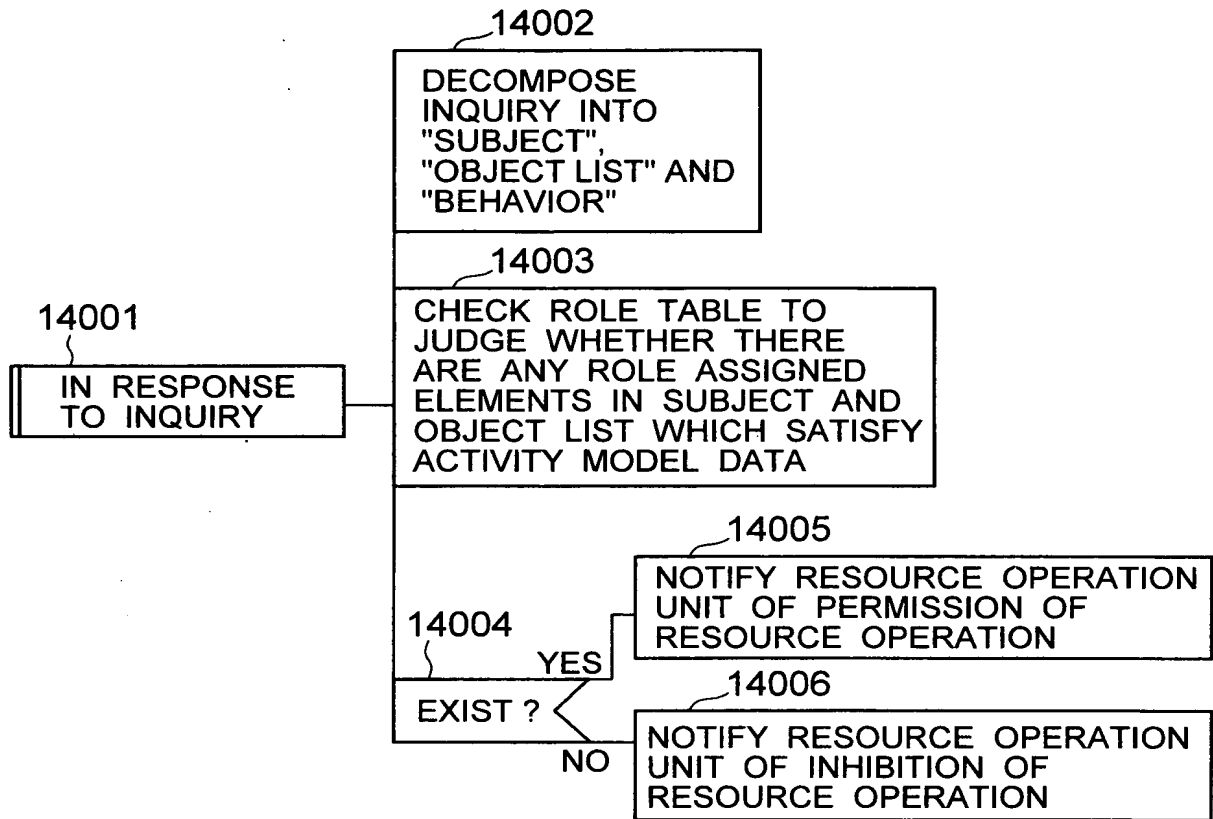 14002
DECOMPOSE
INQUIRY INTO
"SUBJECT",
"OBJECT LIST" AND
"BEHAVIOR"
14003
CHECK ROLE TABLE TO
JUDGE WHETHER THERE
ARE ANY ROLE ASSIGNED
ELEMENTS IN SUBJECT AND
OBJECT LIST WHICH SATISFY
ACTIVITY MODEL DATA
14001
IN RESPONSE
TO INQUIRY
14005
NOTIFY RESOURCE OPERATION
UNIT OF PERMISSION OF
RESOURCE OPERATION
14004
YES
EXIST ?
NO
14006
NOTIFY RESOURCE OPERATION
UNIT OF INHIBITION OF
RESOURCE OPERATION